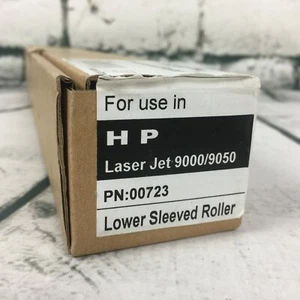 For use in
H P
Laser Jet 9000/9050
PN:00723
Lower Sleeved Roller